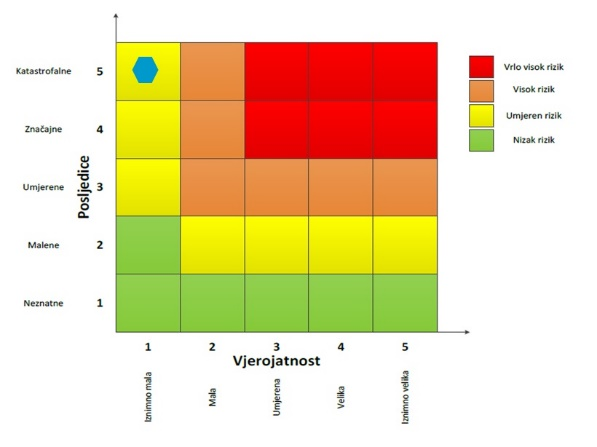 Katastrofalne 5
Značajne 4
Umjerene 3
Malene 2
Neznatne 1
Posljedice
1 2 3 4 5
Vjerojatnost
Iznimno mala
Mala
Umjerena
Velika
Iznimno velika
Vrlo visok rizik
Visok rizik
Umjeren rizik
Nizak rizik